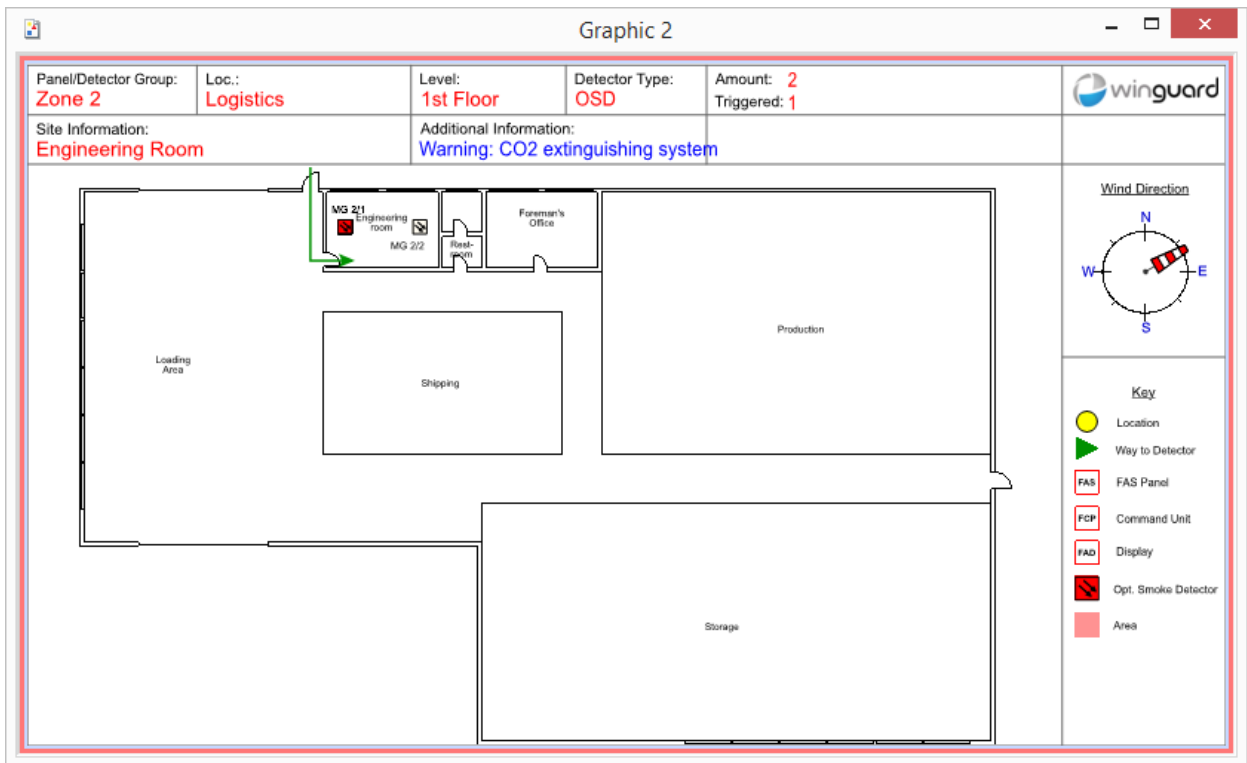 Graphic 2
Panel/Detector Group:
Zone 2
Loc.:
Logistics
Level:
1st Floor
Detector Type:
OSD
Amount: 2
Triggered: 1
winguard
Site Information:
Engineering Room
Additional Information:
Warning: CO2 extinguishing system
MG 2/1
Engineering
room
MG 2/2
Rest-
room
Foreman's
Office
Loading
Area
Shipping
Production
Storage
Wind Direction
N
W
E
S
Key
Location
Way to Detector
FAS FAS Panel
FCP Command Unit
FAD Display
Opt. Smoke Detector
Area